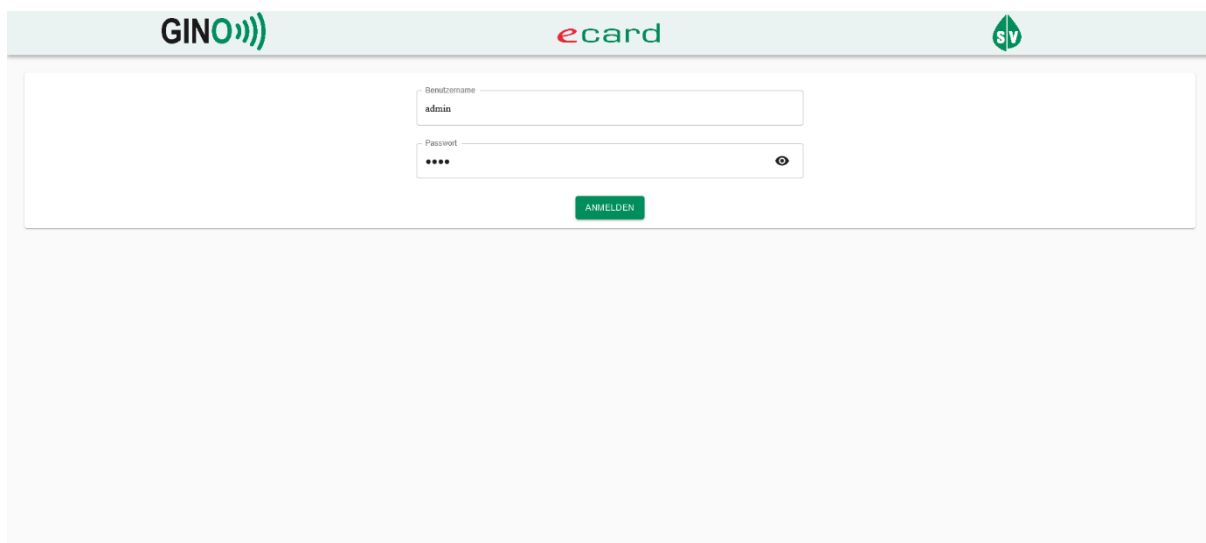 GINO
ecard
SV
Benutzername
admin
Passwort
••••
ANMELDEN